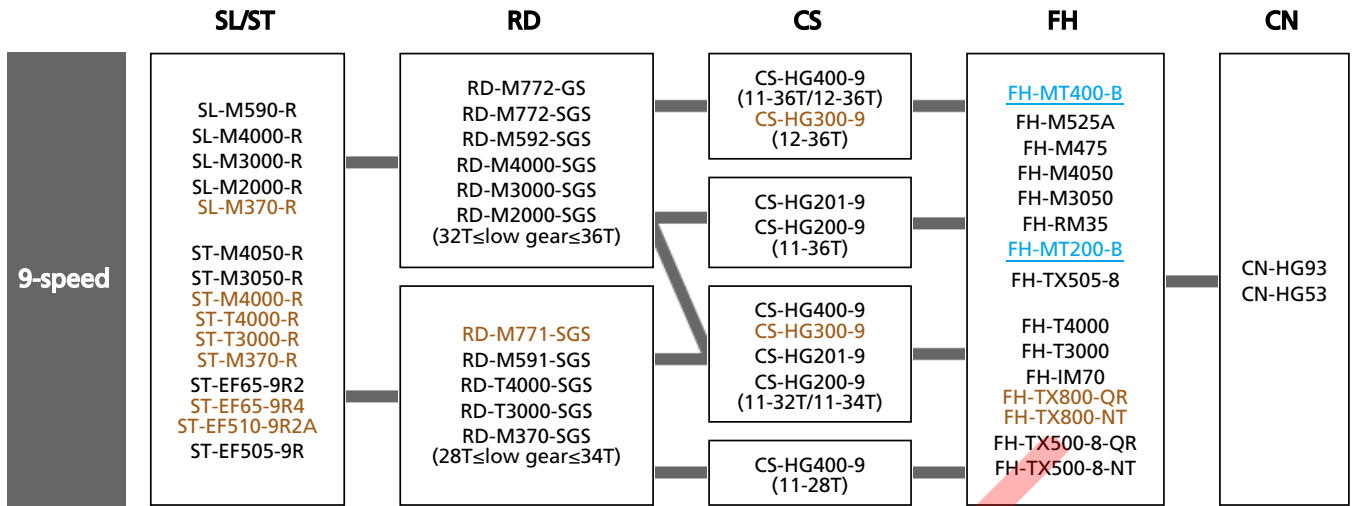 SL/ST
RD
CS
FH
CN
9-speed
SL-M590-R
SL-M4000-R
SL-M3000-R
SL-M2000-R
SL-M370-R
ST-M4050-R
ST-M3050-R
ST-M4000-R
ST-T4000-R
ST-T3000-R
ST-M370-R
ST-EF65-9R2
ST-EF65-9R4
ST-EF510-9R2A
ST-EF505-9R
RD-M772-GS
RD-M772-SGS
RD-M592-SGS
RD-M4000-SGS
RD-M3000-SGS
RD-M2000-SGS
(32T≤low gear≤36T)
RD-M771-SGS
RD-M591-SGS
RD-T4000-SGS
RD-T3000-SGS
RD-M370-SGS
(28T≤low gear≤34T)
CS-HG400-9
(11-36T/12-36T)
CS-HG300-9
(12-36T)
CS-HG201-9
CS-HG200-9
(11-36T)
CS-HG400-9
CS-HG300-9
CS-HG201-9
CS-HG200-9
(11-32T/11-34T)
CS-HG400-9
(11-28T)
FH-MT400-B
FH-M525A
FH-M475
FH-M4050
FH-M3050
FH-RM35
FH-MT200-B
FH-TX505-8
FH-T4000
FH-T3000
FH-IM70
FH-TX800-QR
FH-TX800-NT
FH-TX500-8-QR
FH-TX500-8-NT
CN-HG93
CN-HG53